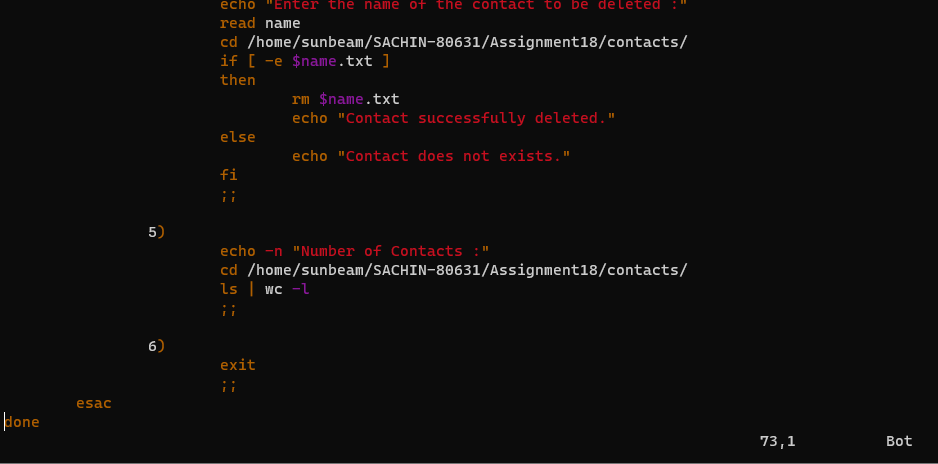 echo "Enter the name of the contact to be deleted :"
read name
cd /home/sunbeam/SACHIN-80631/Assignment18/contacts/
if [ -e $name.txt ]
then
rm $name.txt
echo "Contact successfully deleted."
else
echo "Contact does not exists."
fi
;;
5)
echo -n "Number of Contacts :"
cd /home/sunbeam/SACHIN-80631/Assignment18/contacts/
ls | wc -l
;;
6)
exit
;;
esac
done
73,1 Bot